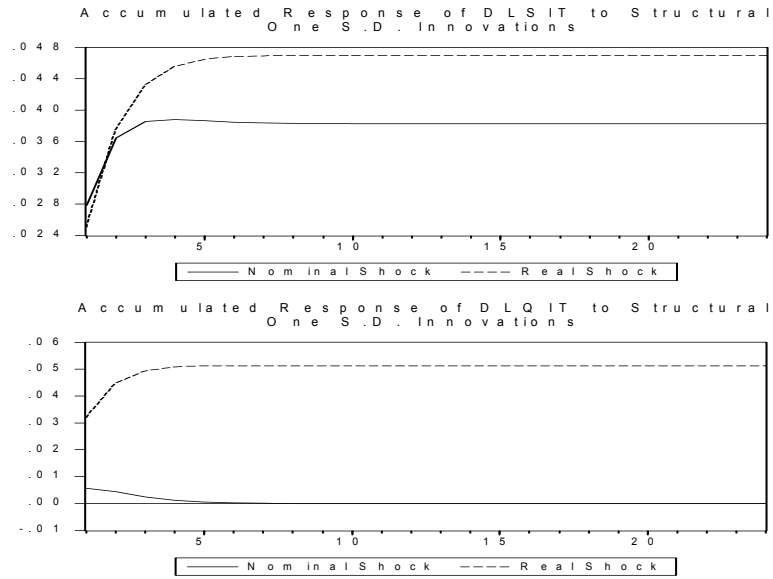 Accumulated Response of DLSIT to Structural
One S.D. Innovations
.048
.044
.040
.036
.032
.028
.024
5 10 15 20
Nominal Shock Real Shock
Accumulated Response of DLQIT to Structural
One S.D. Innovations
.06
.05
.04
.03
.02
.01
.00
-.01
5 10 15 20
Nominal Shock Real Shock